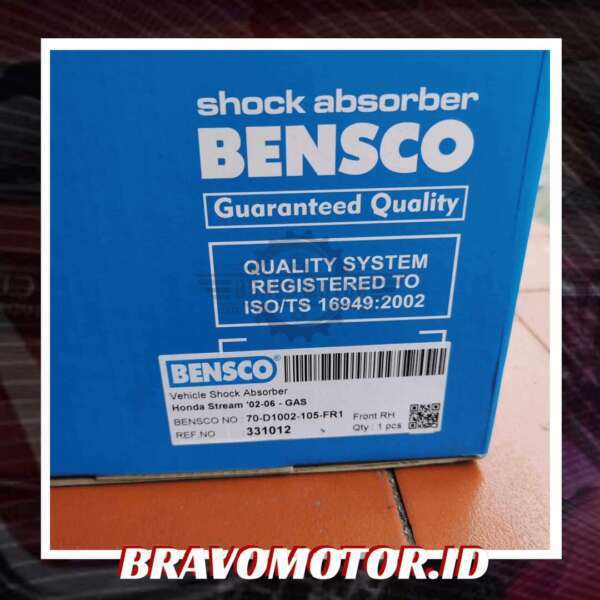 shock absorber
BENSCO
Guaranteed Quality
QUALITY SYSTEM
REGISTERED TO
ISO/TS 16949:2002
BENSCO
Vehicle Shock Absorber
Honda Stream '02-06 - GAS
BENSCO NO : 70-D1002-105-FR1 Front RH
REF NO : 331012 Qty : 1 pcs
BRAVOMOTOR.ID